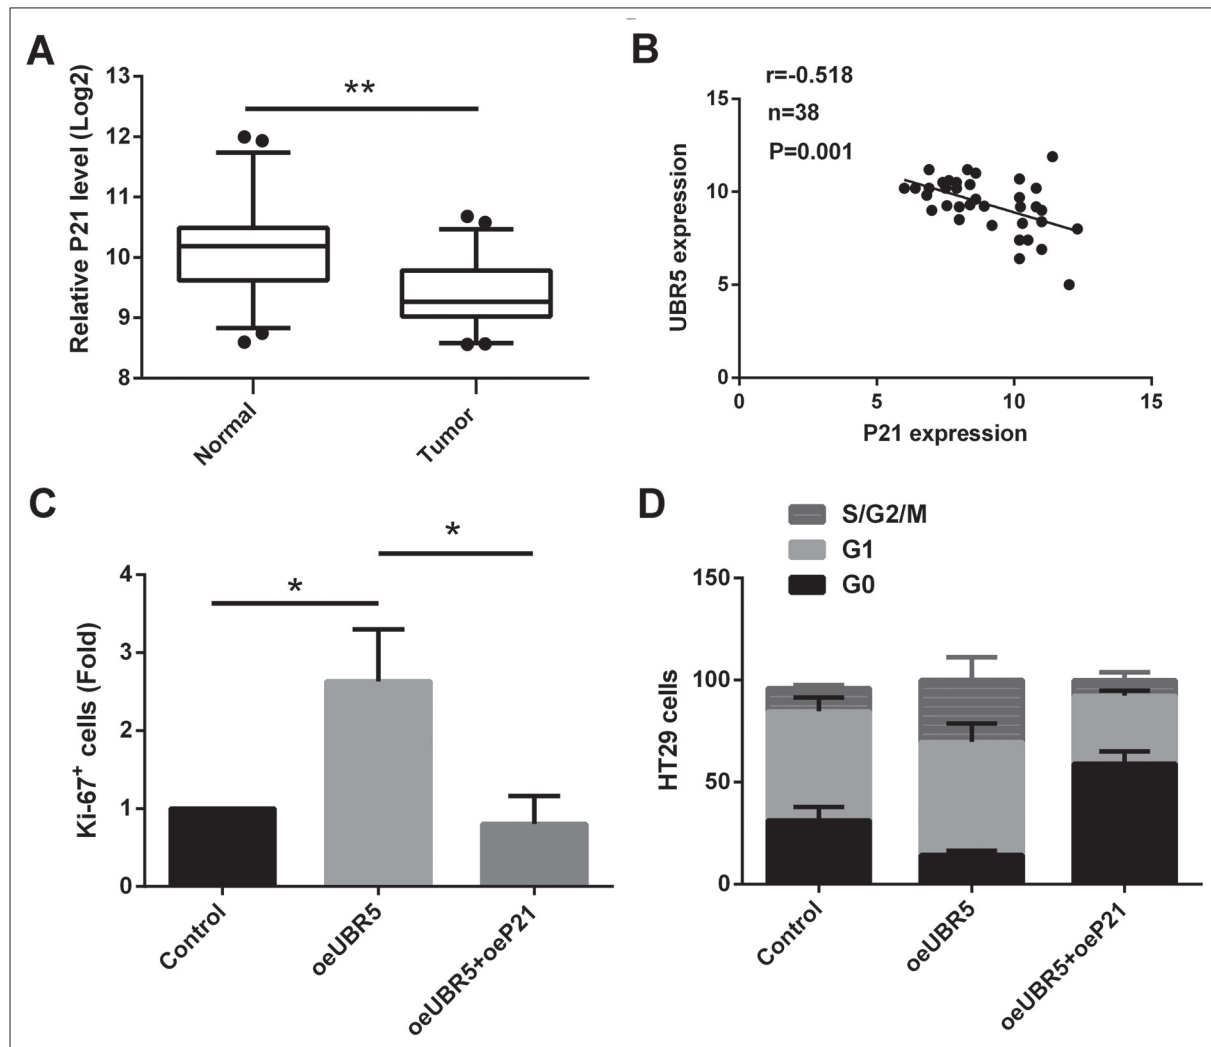 A
Relative P21 level (Log2)
13
12
11
10
9
8
**
Normal
Tumor
B
r=-0.518
n=38
P=0.001
UBR5 expression
15
10
5
0
0 5 10 15
P21 expression
C
Ki-67+ cells (Fold)
4
3
2
1
0
*
*
Control
oeUBR5
oeUBR5+oeP21
D
S/G2/M
G1
G0
HT29 cells
150
100
50
0
Control
oeUBR5
oeUBR5+oeP21